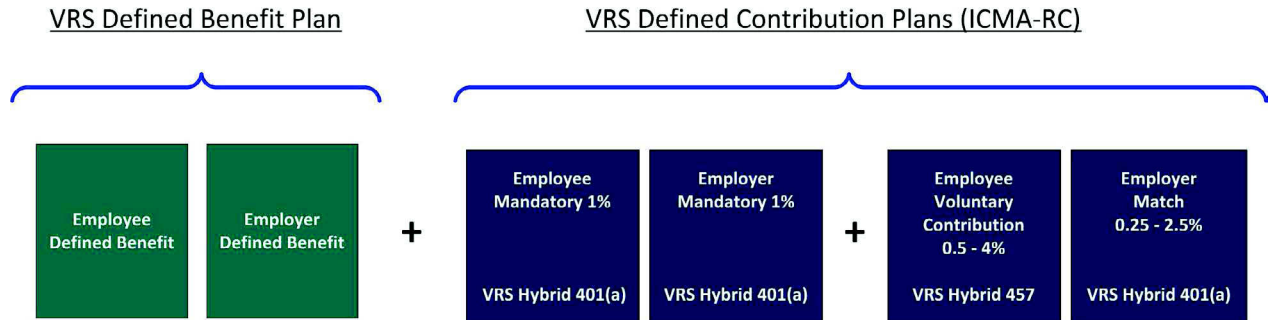 VRS Defined Benefit Plan
VRS Defined Contribution Plans (ICMA-RC)
Employee
Defined Benefit
Employer
Defined Benefit
+
Employee
Mandatory 1%
VRS Hybrid 401(a)
Employer
Mandatory 1%
VRS Hybrid 401(a)
+
Employee
Voluntary
Contribution
0.5 - 4%
VRS Hybrid 457
Employer
Match
0.25 - 2.5%
VRS Hybrid 401(a)